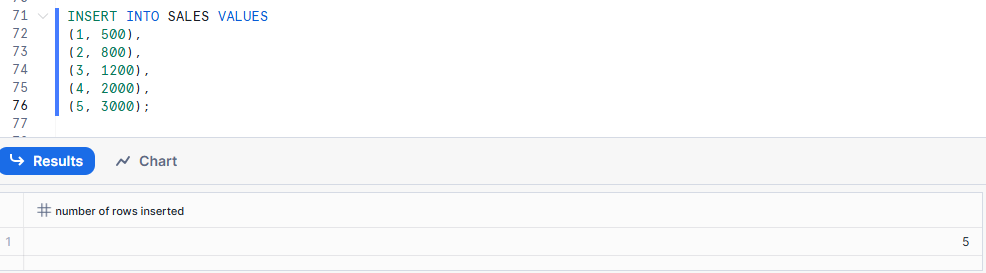 71 INSERT INTO SALES VALUES
72 (1, 500),
73 (2, 800),
74 (3, 1200),
75 (4, 2000),
76 (5, 3000);
77
Results Chart
number of rows inserted
1 5